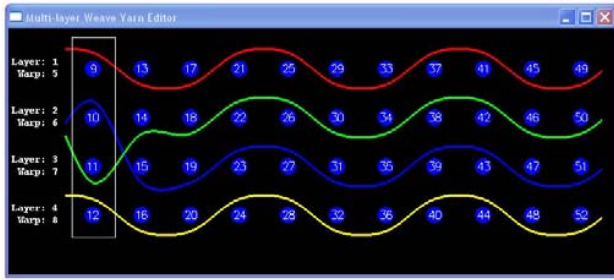 Multi-layer Weave Yarn Editor
Layer: 1
Warp: 5
9 13 17 21 25 29 33 37 41 45 49
Layer: 2
Warp: 6
10 14 18 22 26 30 34 38 42 46 50
Layer: 3
Warp: 7
11 15 19 23 27 31 35 39 43 47 51
Layer: 4
Warp: 8
12 16 20 24 28 32 36 40 44 48 52